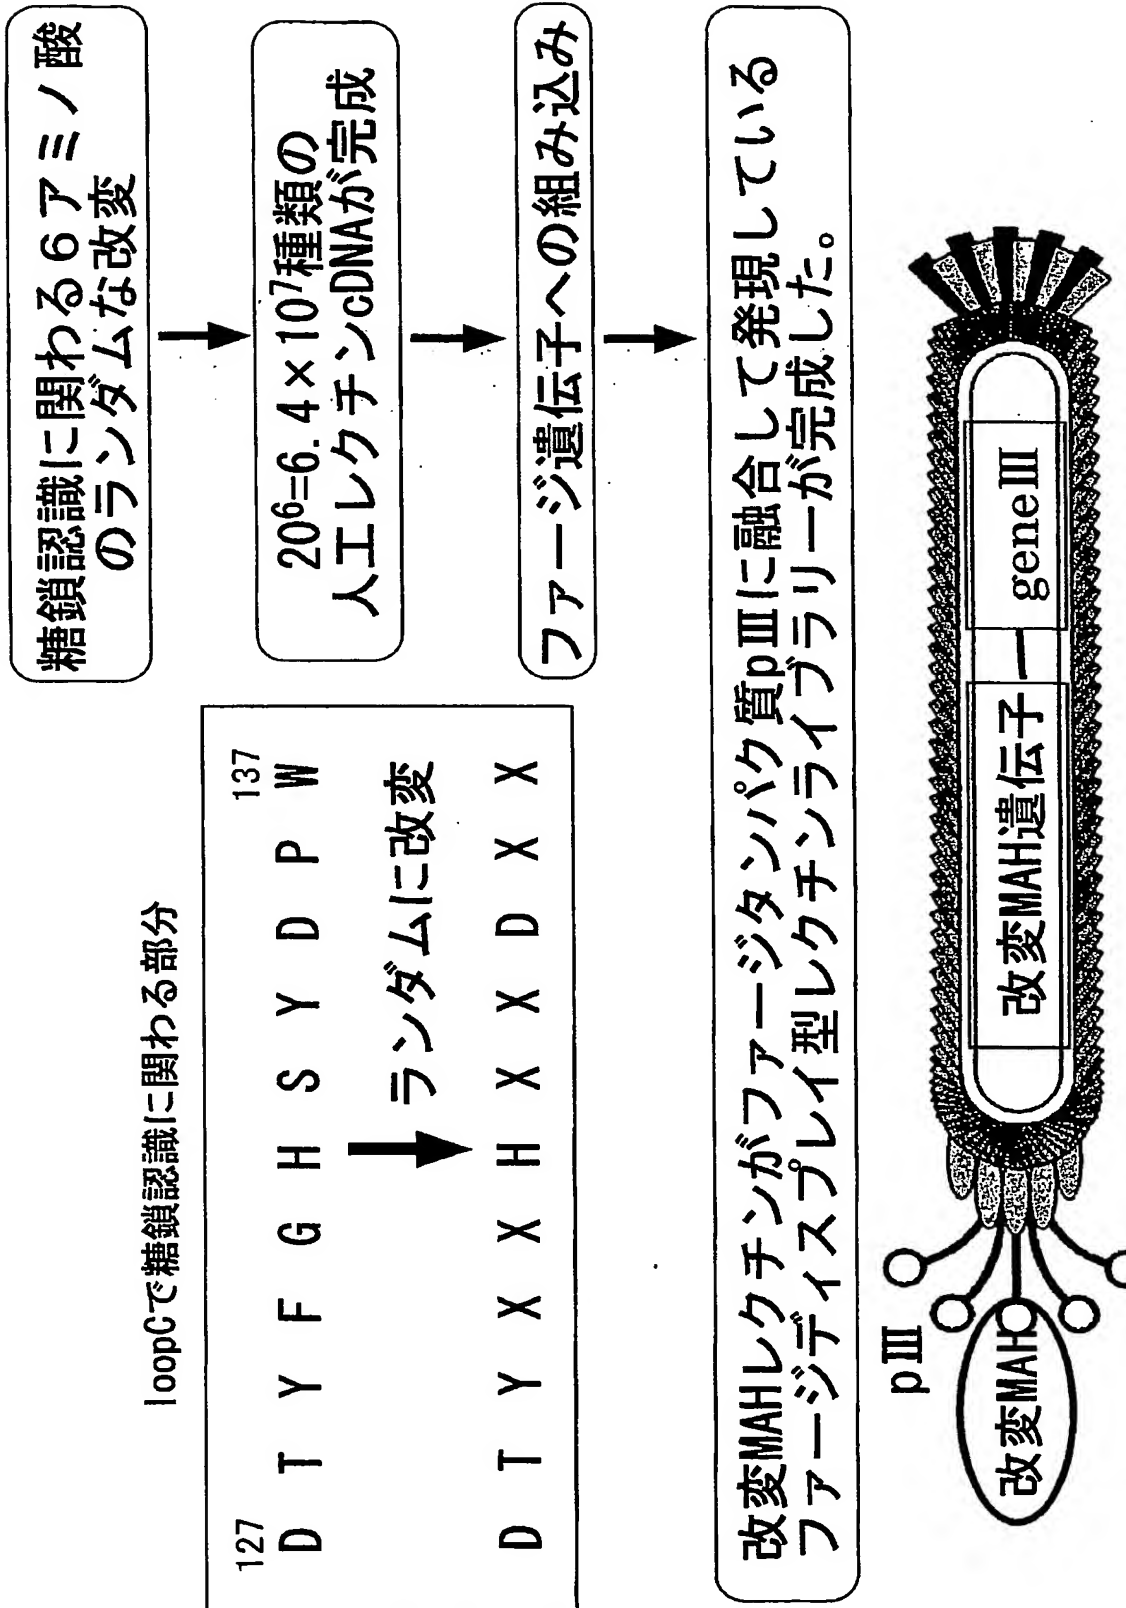 loopCで糖鎖認識に関わる部分
127 137
D T Y F G H S Y D P W
ランダムに改変
D T Y X X H X X D X X
糖鎖認識に関わる6アミノ酸
のランダムな改変
20⁶=6.4×10⁷種類の
人工レクチンcDNAが完成
ファージ遺伝子への組み込み
改変MAHレクチンがファージタンパク質pⅢに融合して発現している
ファージディスプレイ型レクチンライブラリーが完成した。
pⅢ
改変MAH
改変MAH遺伝子
geneⅢ